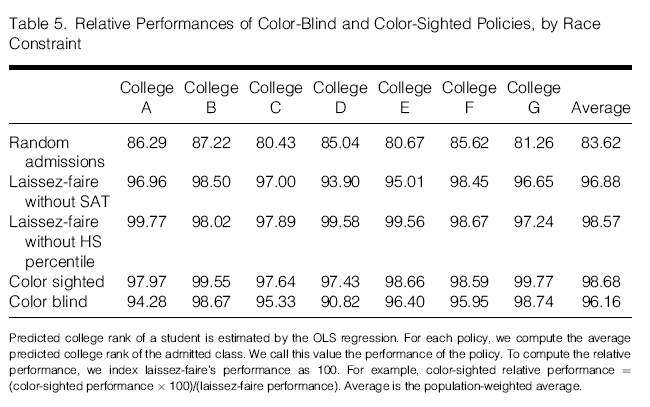 Table 5. Relative Performances of Color-Blind and Color-Sighted Policies, by Race
Constraint
College College College College College College College
A B C D E F G Average
Random 86.29 87.22 80.43 85.04 80.67 85.62 81.26 83.62
admissions
Laissez-faire 96.96 98.50 97.00 93.90 95.01 98.45 96.65 96.88
without SAT
Laissez-faire 99.77 98.02 97.89 99.58 99.56 98.67 97.24 98.57
without HS
percentile
Color sighted 97.97 99.55 97.64 97.43 98.66 98.59 99.77 98.68
Color blind 94.28 98.67 95.33 90.82 96.40 95.95 98.74 96.16
Predicted college rank of a student is estimated by the OLS regression. For each policy, we compute the average
predicted college rank of the admitted class. We call this value the performance of the policy. To compute the relative
performance, we index laissez-faire's performance as 100. For example, color-sighted relative performance =
(color-sighted performance × 100)/(laissez-faire performance). Average is the population-weighted average.